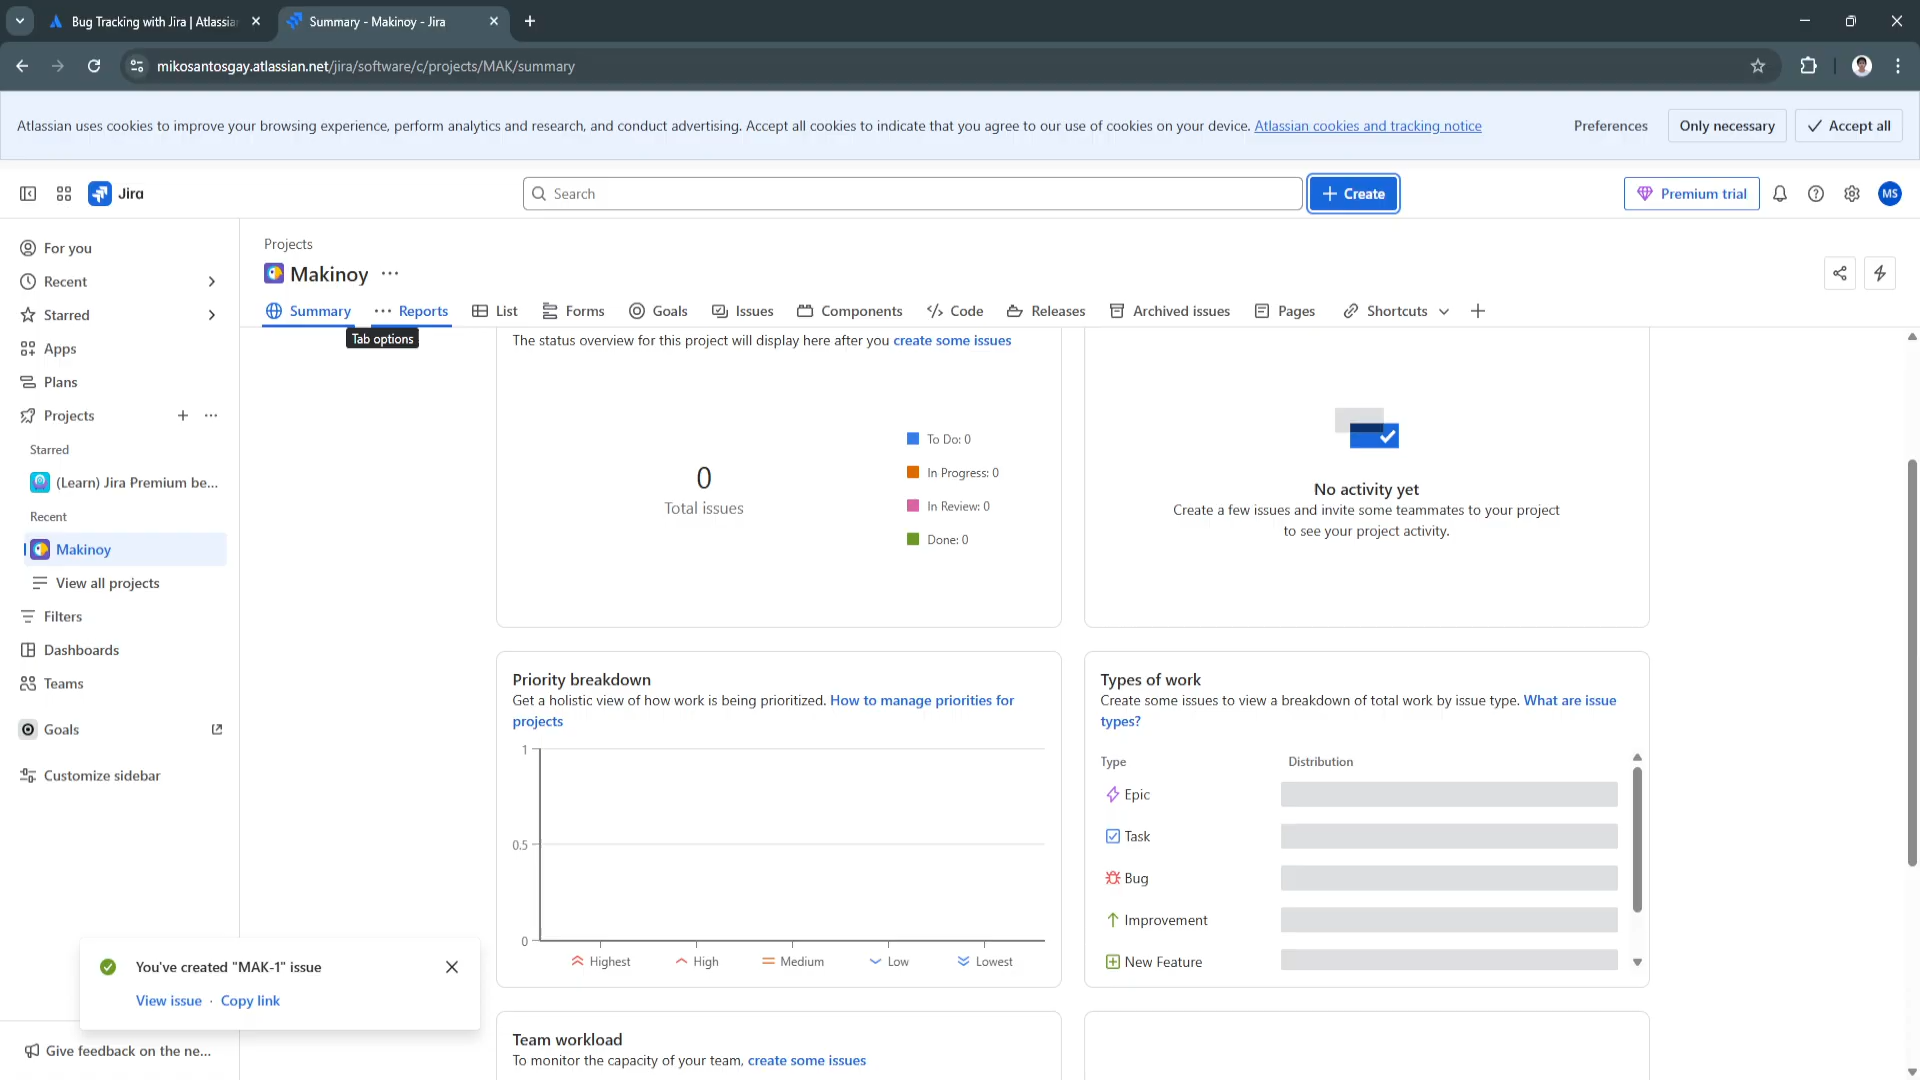 Bug Tracking with Jira | Atlassia
Summary - Makinoy - Jira
mikosantosgay.atlassian.net/jira/software/c/projects/MAK/summary
Atlassian uses cookies to improve your browsing experience, perform analytics and research, and conduct advertising. Accept all cookies to indicate that you agree to our use of cookies on your device. Atlassian cookies and tracking notice
Preferences
Only necessary
Accept all
Jira
Search
Create
Premium trial
MS
For you
Recent
Starred
Apps
Plans
Projects
Starred
(Learn) Jira Premium be...
Recent
Makinoy
View all projects
Filters
Dashboards
Teams
Goals
Customize sidebar
Give feedback on the ne...
Projects
Makinoy
Summary
Reports
List
Forms
Goals
Issues
Components
Code
Releases
Archived issues
Pages
Shortcuts
Tab options
The status overview for this project will display here after you create some issues
0
Total issues
To Do: 0
In Progress: 0
In Review: 0
Done: 0
No activity yet
Create a few issues and invite some teammates to your project
to see your project activity.
Priority breakdown
Get a holistic view of how work is being prioritized. How to manage priorities for
projects
1
0.5
0
Highest
High
Medium
Low
Lowest
Types of work
Create some issues to view a breakdown of total work by issue type. What are issue
types?
Type
Distribution
Epic
Task
Bug
Improvement
New Feature
Team workload
To monitor the capacity of your team, create some issues
You've created "MAK-1" issue
View issue · Copy link